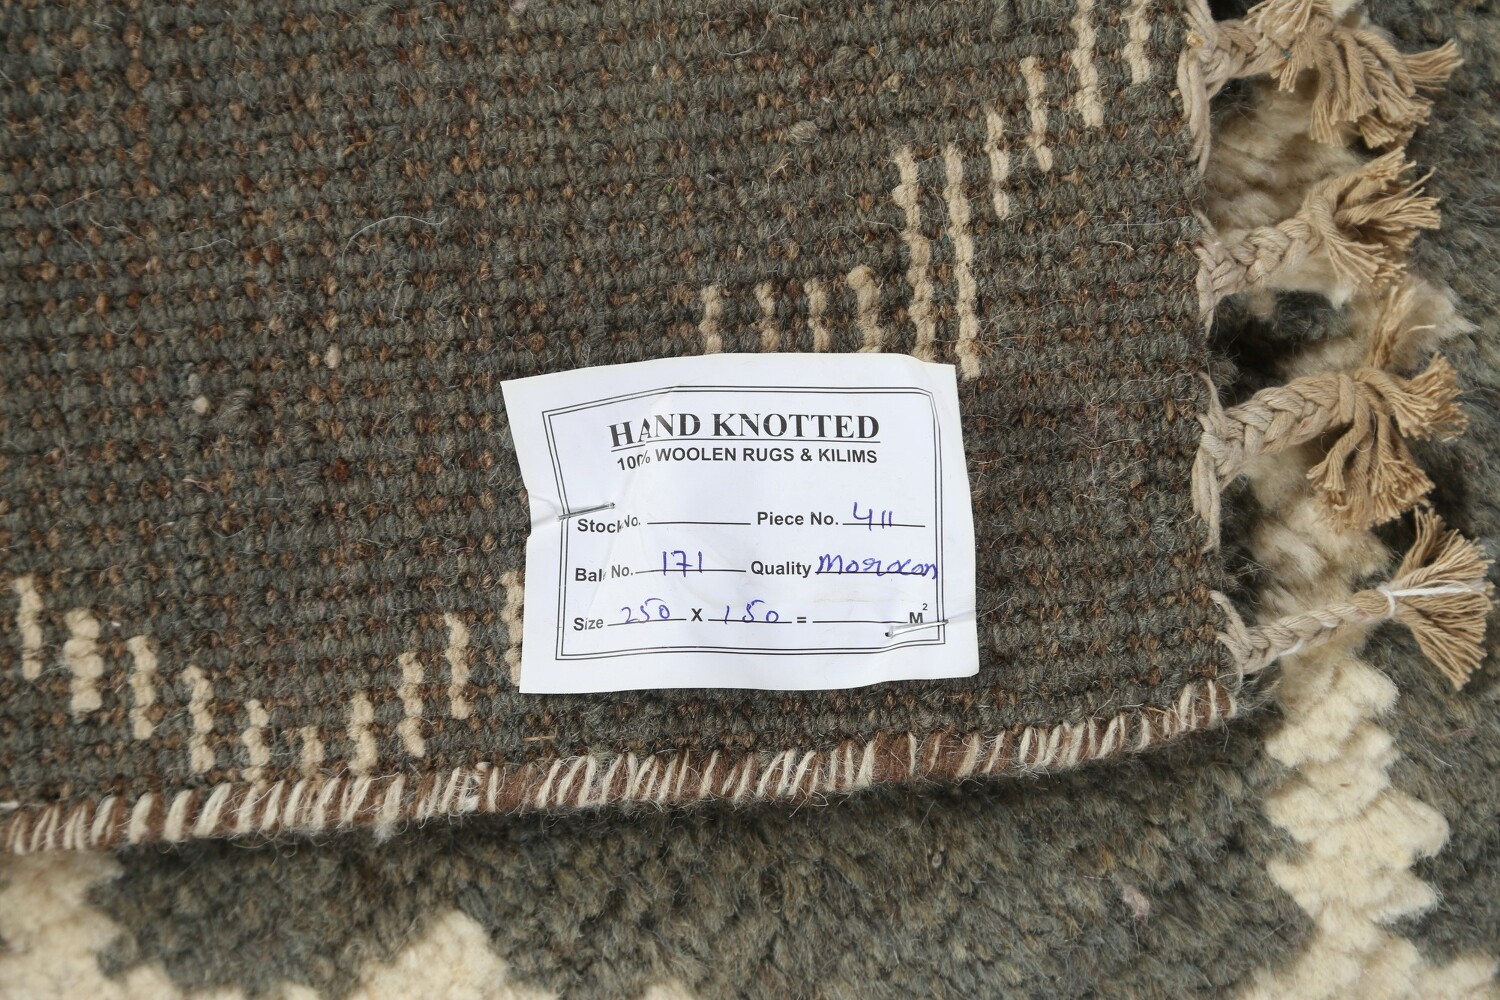 HAND KNOTTED
100% WOOLEN RUGS & KILIMS
Stock No. Piece No. 411
Bale No. 171 Quality Moroxon
Size 250 X 150 = M²